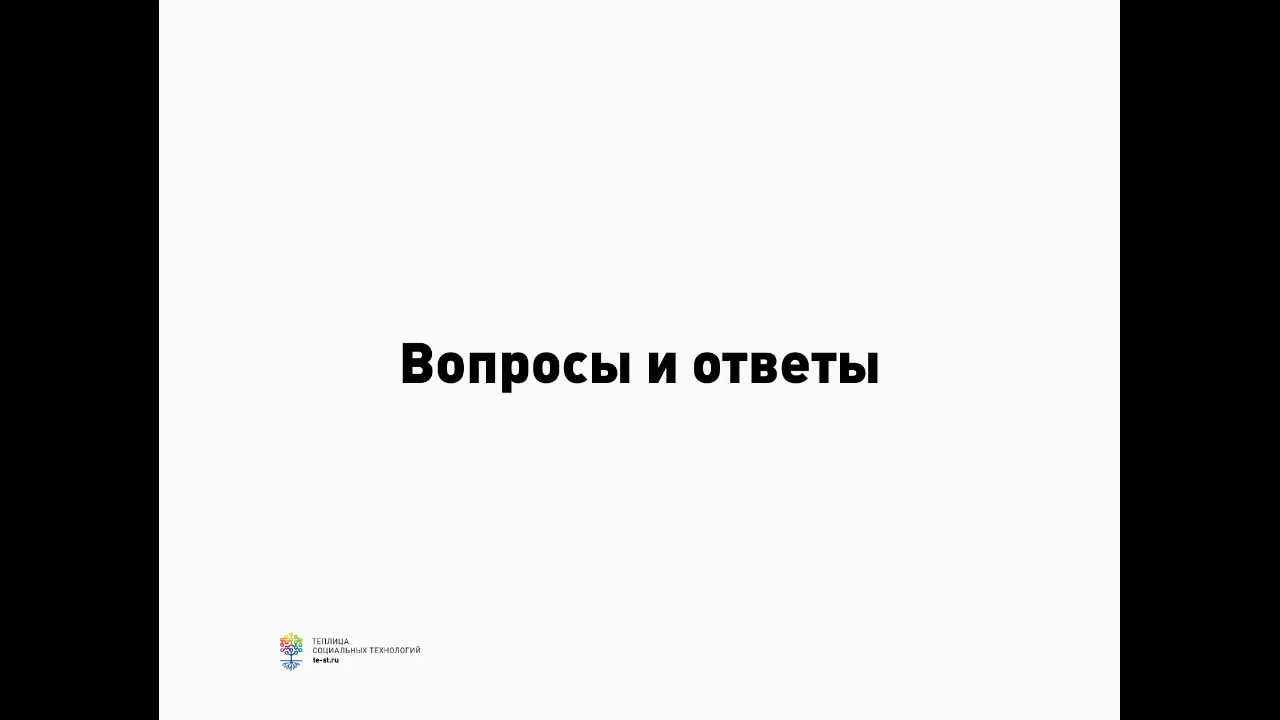 Вопросы и ответы
ТЕПЛИЦА
СОЦИАЛЬНЫХ ТЕХНОЛОГИЙ
te-st.ru